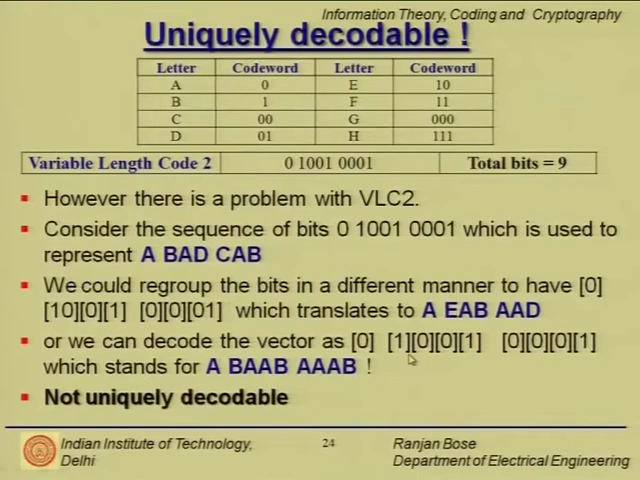 Information Theory, Coding and Cryptography
Uniquely decodable !
Letter Codeword Letter Codeword
A 0 E 10
B 1 F 11
C 00 G 000
D 01 H 111
Variable Length Code 2 0 1001 0001 Total bits = 9
However there is a problem with VLC2.
Consider the sequence of bits 0 1001 0001 which is used to
represent A BAD CAB
We could regroup the bits in a different manner to have [0]
[10][0][1] [0][0][01] which translates to A EAB AAD
or we can decode the vector as [0] [1][0][0][1] [0][0][0][1]
which stands for A BAAB AAAB !
Not uniquely decodable
Indian Institute of Technology, 24 Ranjan Bose
Delhi Department of Electrical Engineering